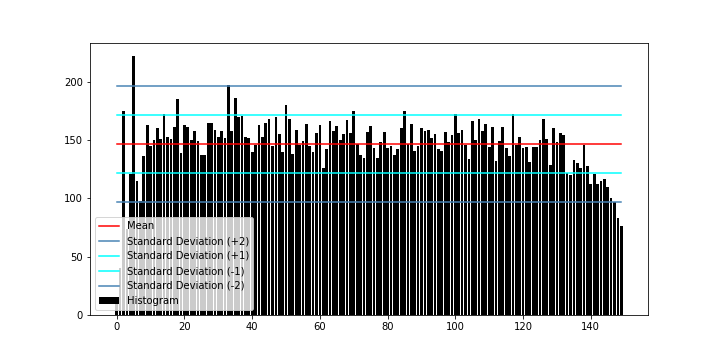 200
150
100
50
0
Mean
Standard Deviation (+2)
Standard Deviation (+1)
Standard Deviation (-1)
Standard Deviation (-2)
Histogram
0 20 40 60 80 100 120 140